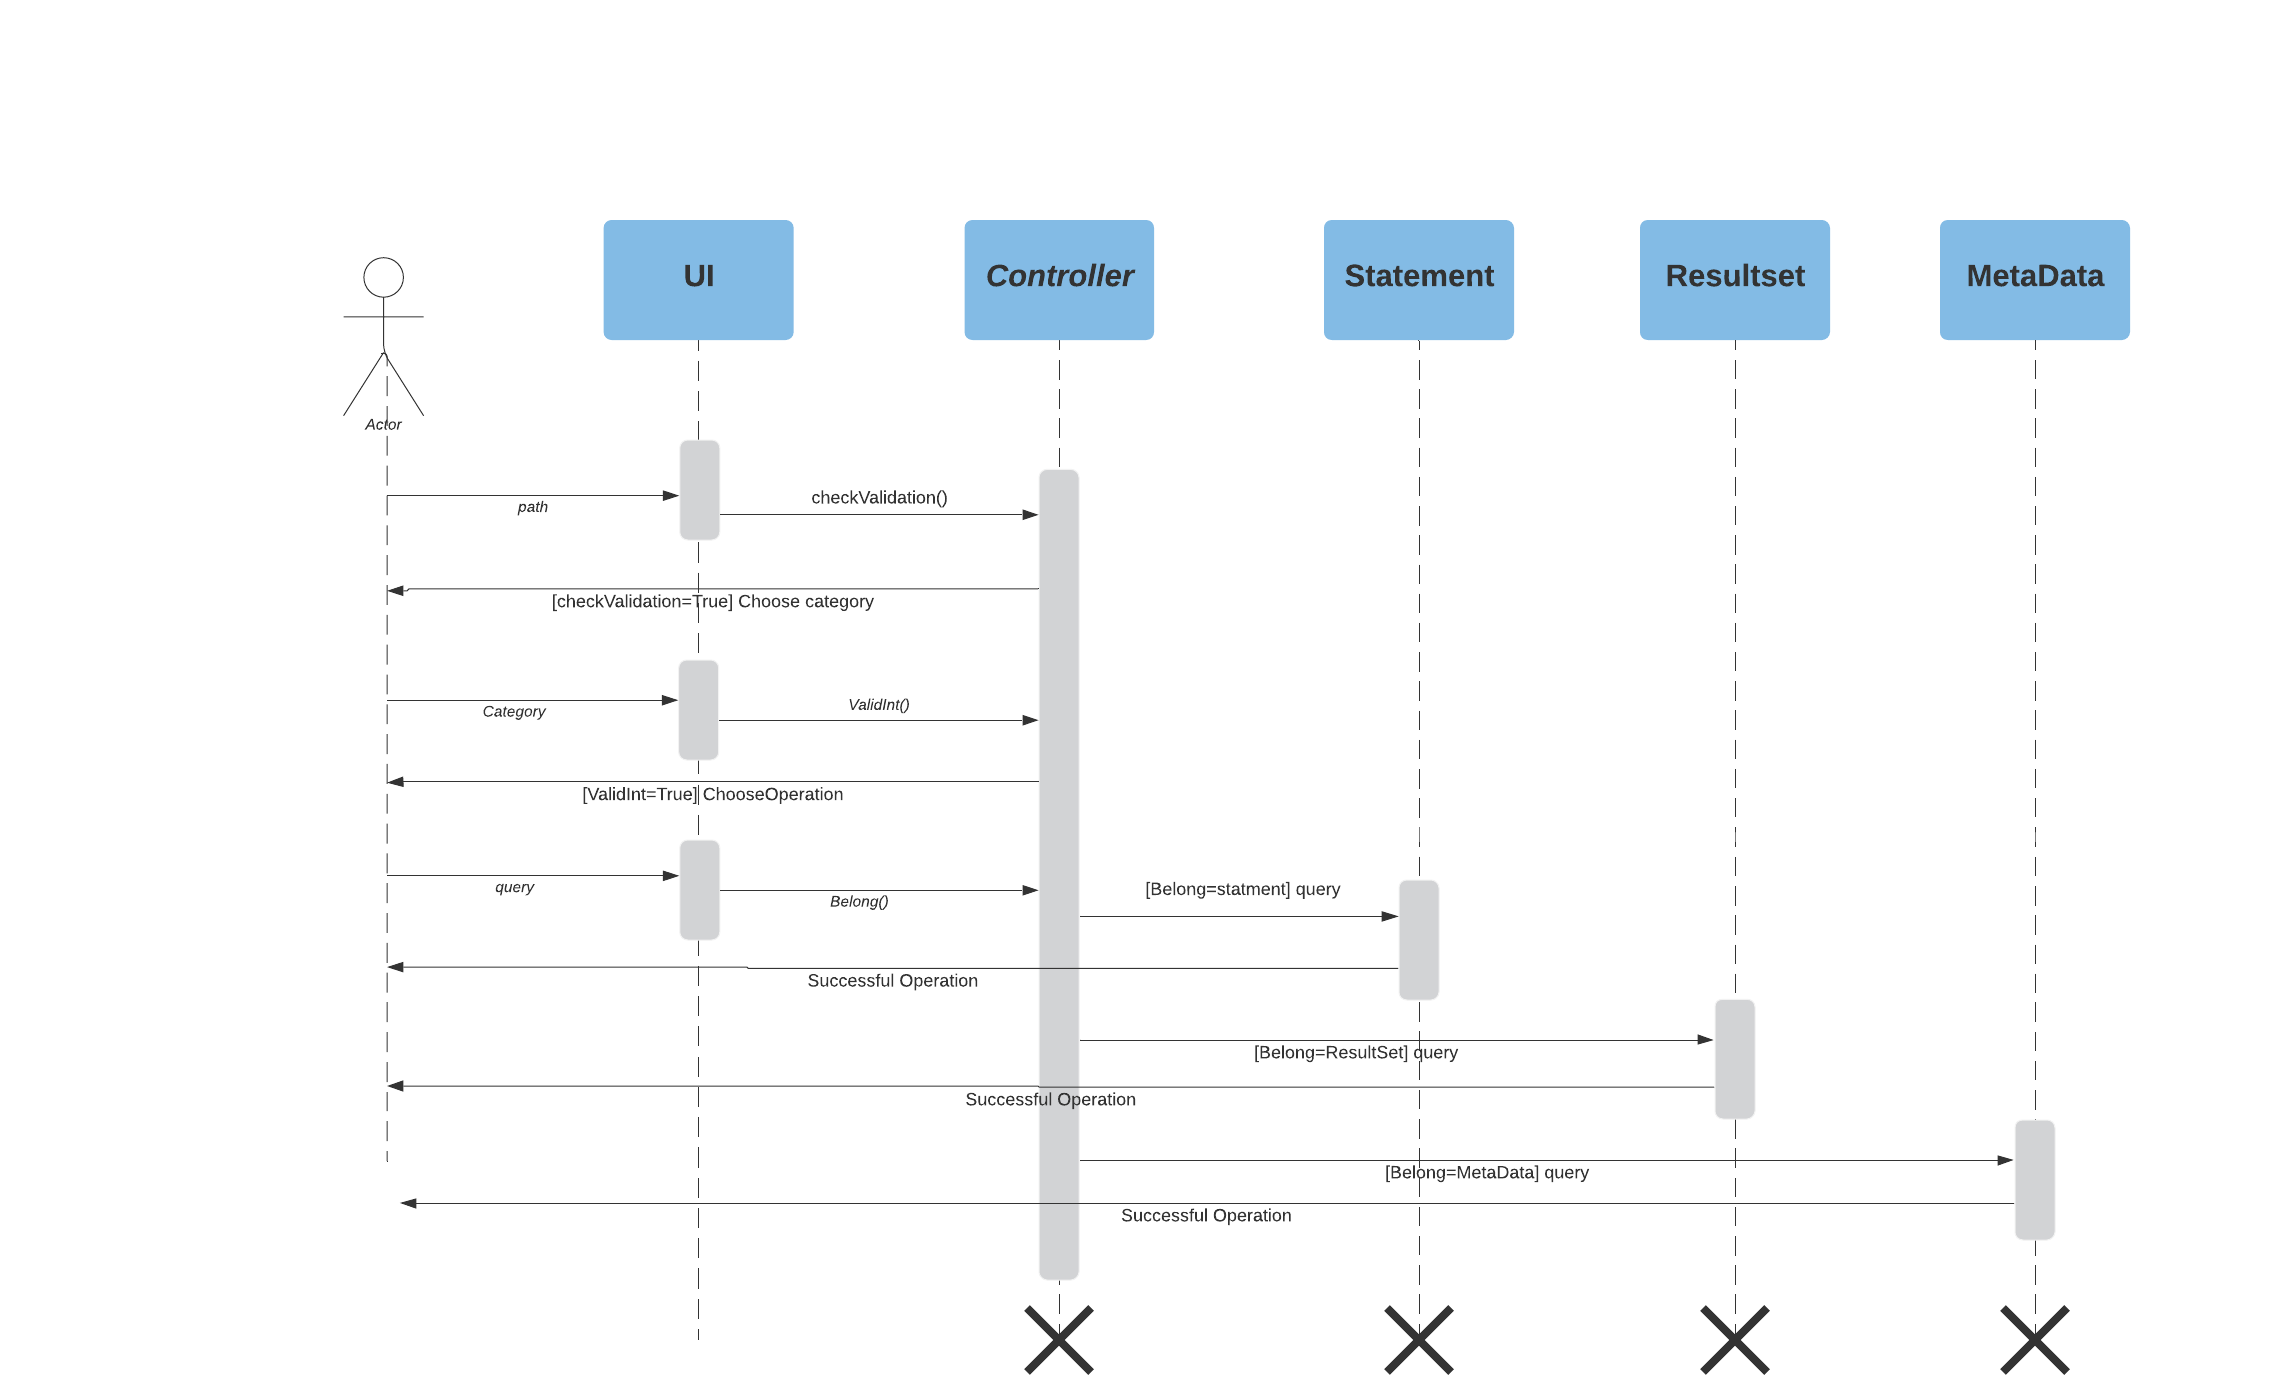 UI
Controller
Statement
Resultset
MetaData
Actor
path
checkValidation()
[checkValidation=True] Choose category
Category
ValidInt()
[ValidInt=True] ChooseOperation
query
Belong()
[Belong=statment] query
Successful Operation
[Belong=ResultSet] query
Successful Operation
[Belong=MetaData] query
Successful Operation